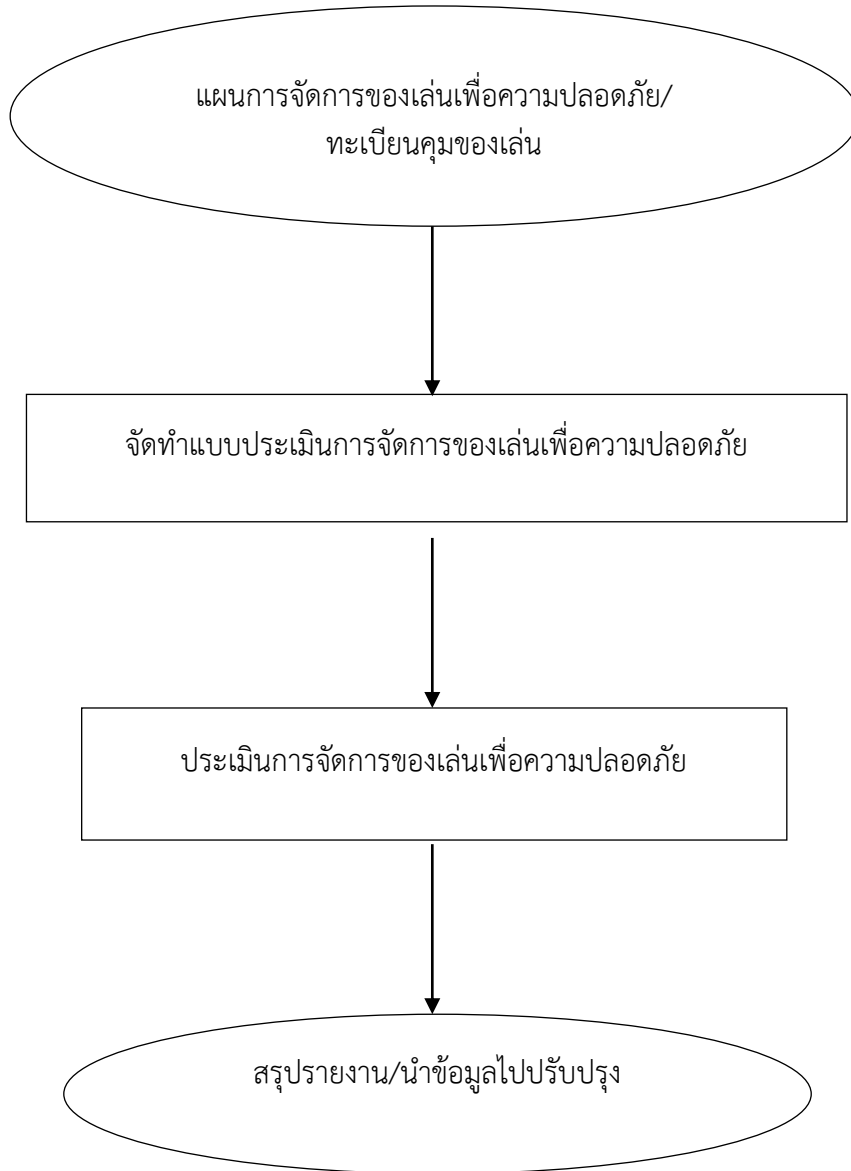 แผนการจัดการของเล่นเพื่อความปลอดภัย/
ทะเบียนคุมของเล่น
จัดทำแบบประเมินการจัดการของเล่นเพื่อความปลอดภัย
ประเมินการจัดการของเล่นเพื่อความปลอดภัย
สรุปรายงาน/นำข้อมูลไปปรับปรุง